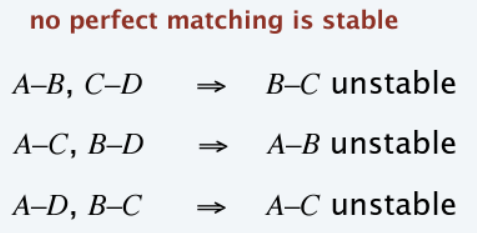 no perfect matching is stable
A–B, C–D ⇒ B–C unstable
A–C, B–D ⇒ A–B unstable
A–D, B–C ⇒ A–C unstable